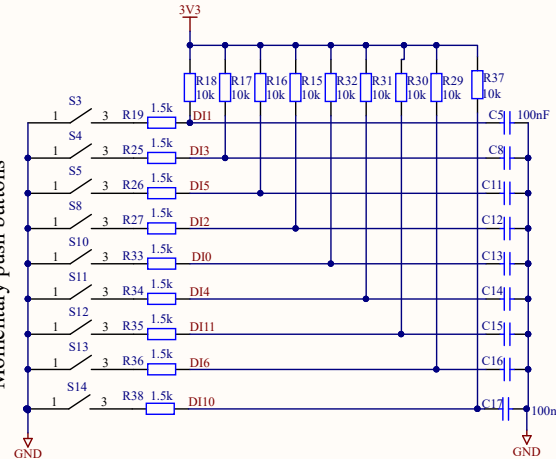 3V3
R18 R17 R16 R15 R32 R31 R30 R29 R37
10k 10k 10k 10k 10k 10k 10k 10k 10k
S3
1 3 R19 1.5k DI1 C5 100nF
S4
1 3 R25 1.5k DI3 C8
S5
1 3 R26 1.5k DI5 C11
S8
1 3 R27 1.5k DI2 C12
S10
1 3 R33 1.5k DI0 C13
S11
1 3 R34 1.5k DI4 C14
S12
1 3 R35 1.5k DI11 C15
S13
1 3 R36 1.5k DI6 C16
S14
1 3 R38 1.5k DI10 C17 100n
GND GND
Momentary push buttons